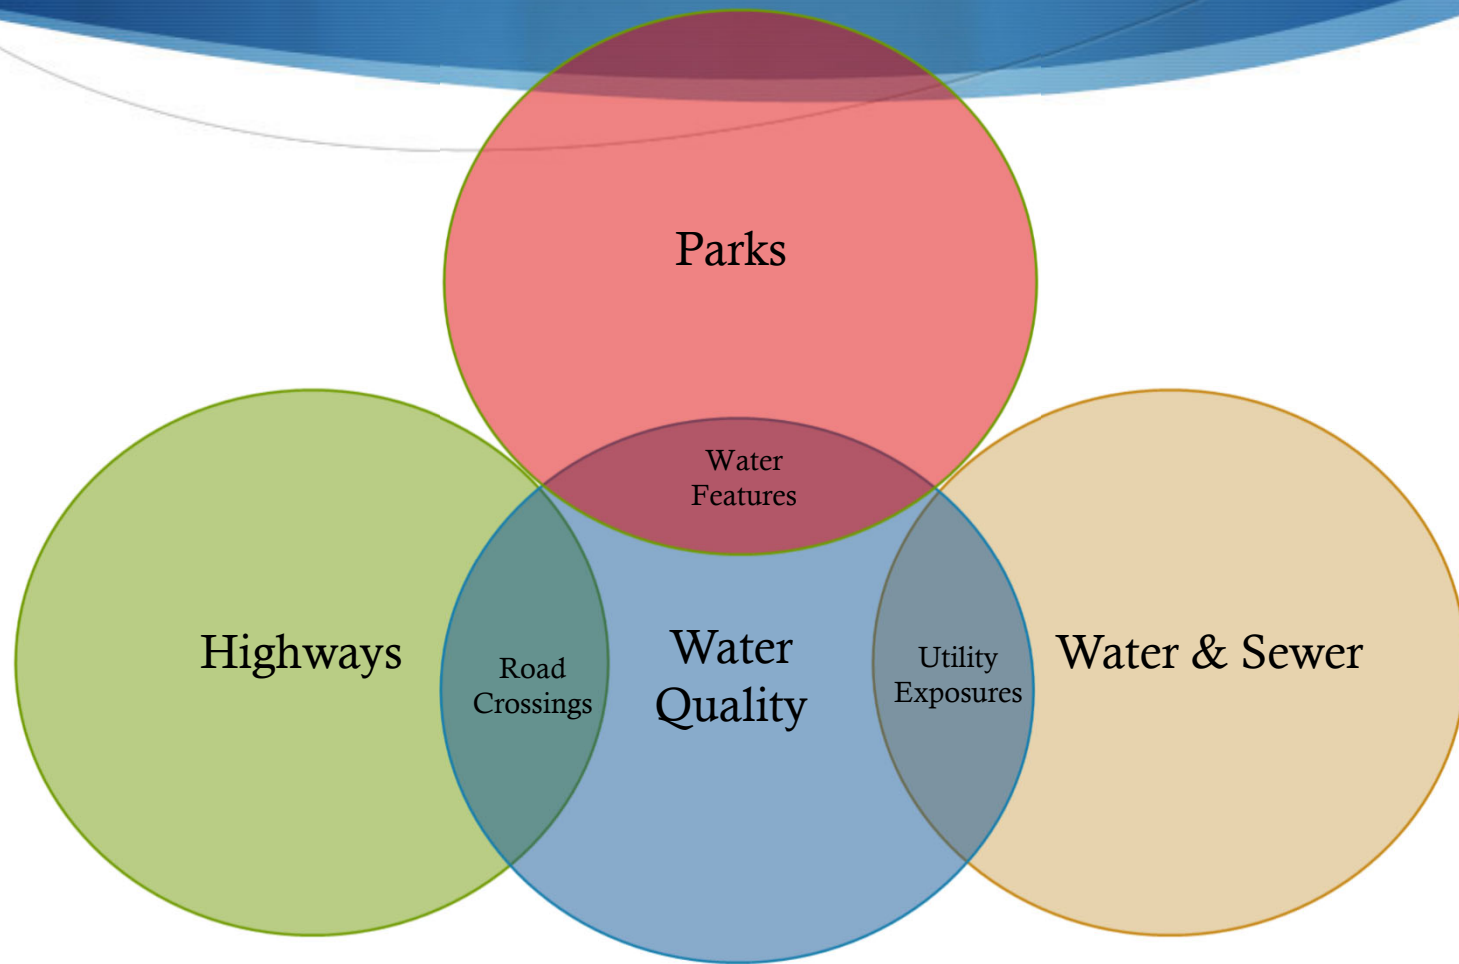 Parks
Water
Features
Highways
Road
Crossings
Water
Quality
Utility
Exposures
Water & Sewer